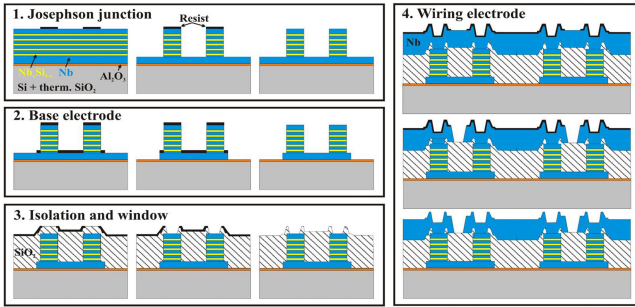 1. Josephson junction
Resist
Nb Si Nb
Al₂O₃
Si + therm. SiO₂
2. Base electrode
3. Isolation and window
SiO₂
4. Wiring electrode
Nb